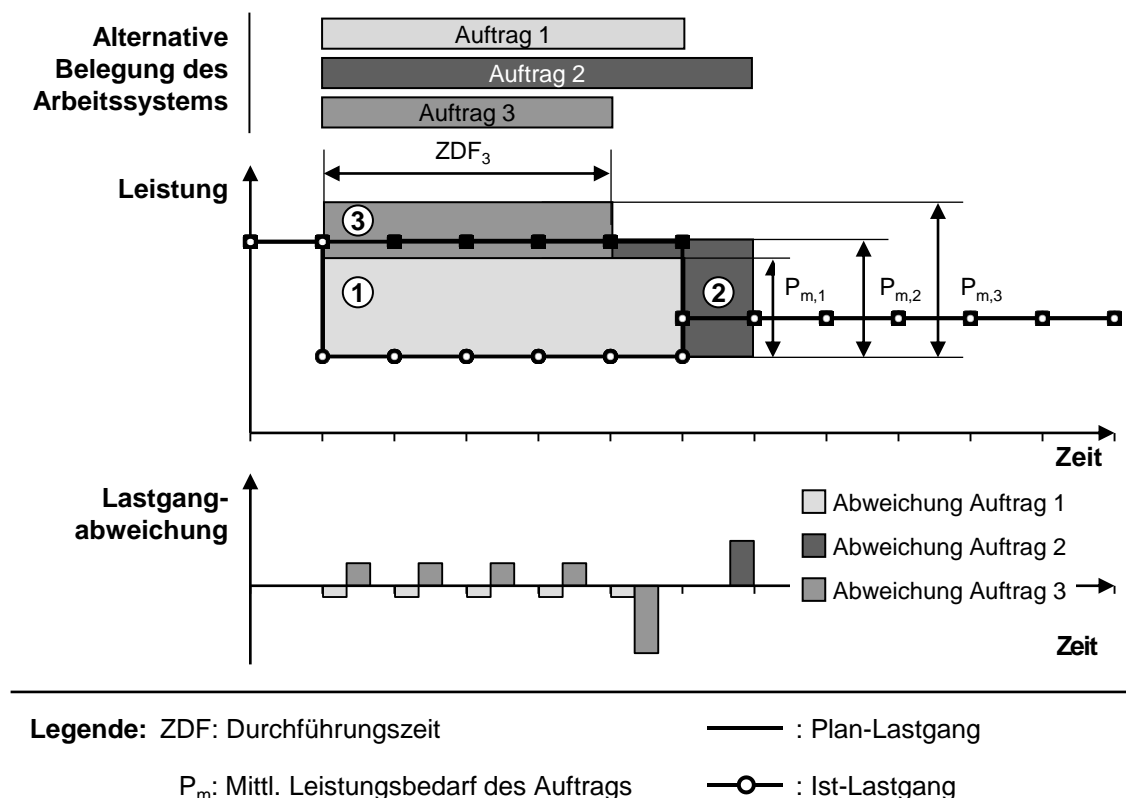 Alternative
Belegung des
Arbeitssystems
Auftrag 1
Auftrag 2
Auftrag 3
ZDF3
Leistung
3
1
2
Pm,1
Pm,2
Pm,3
Zeit
Lastgang-
abweichung
Abweichung Auftrag 1
Abweichung Auftrag 2
Abweichung Auftrag 3
Zeit
Legende: ZDF: Durchführungszeit
: Plan-Lastgang
Pm: Mittl. Leistungsbedarf des Auftrags
: Ist-Lastgang